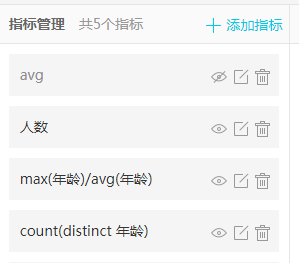 指标管理 共5个指标 添加指标
avg
人数
max(年龄)/avg(年龄)
count(distinct 年龄)